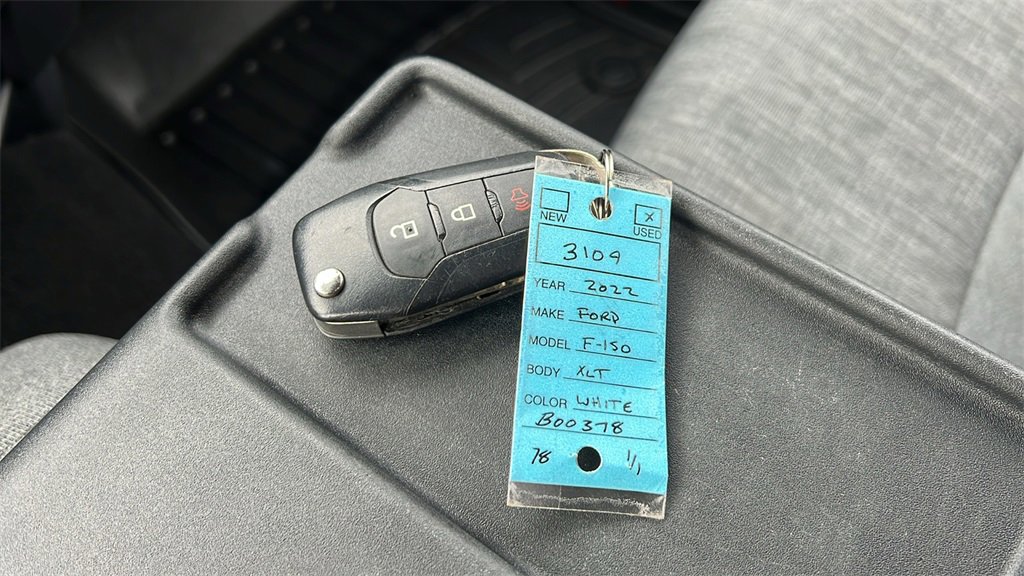 NEW
x
USED
3109
YEAR 2022
MAKE FORD
MODEL F-150
BODY XLT
COLOR WHITE
B00378
78 1/1